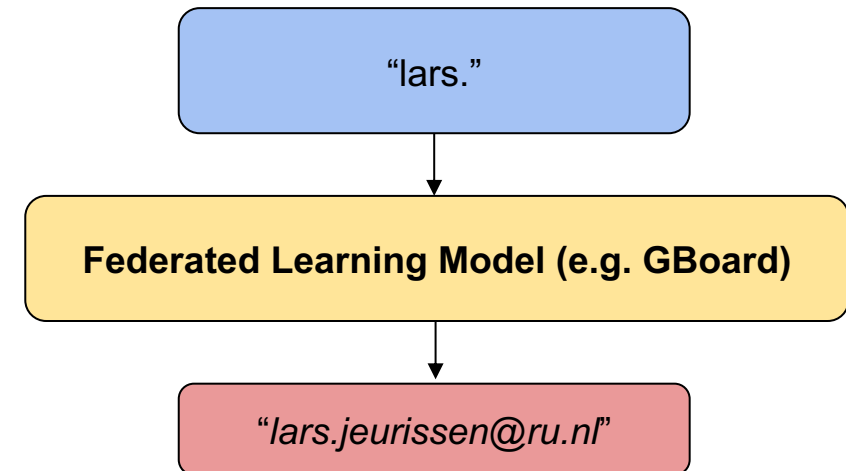 “lars.”
Federated Learning Model (e.g. GBoard)
“lars.jeurissen@ru.nl”